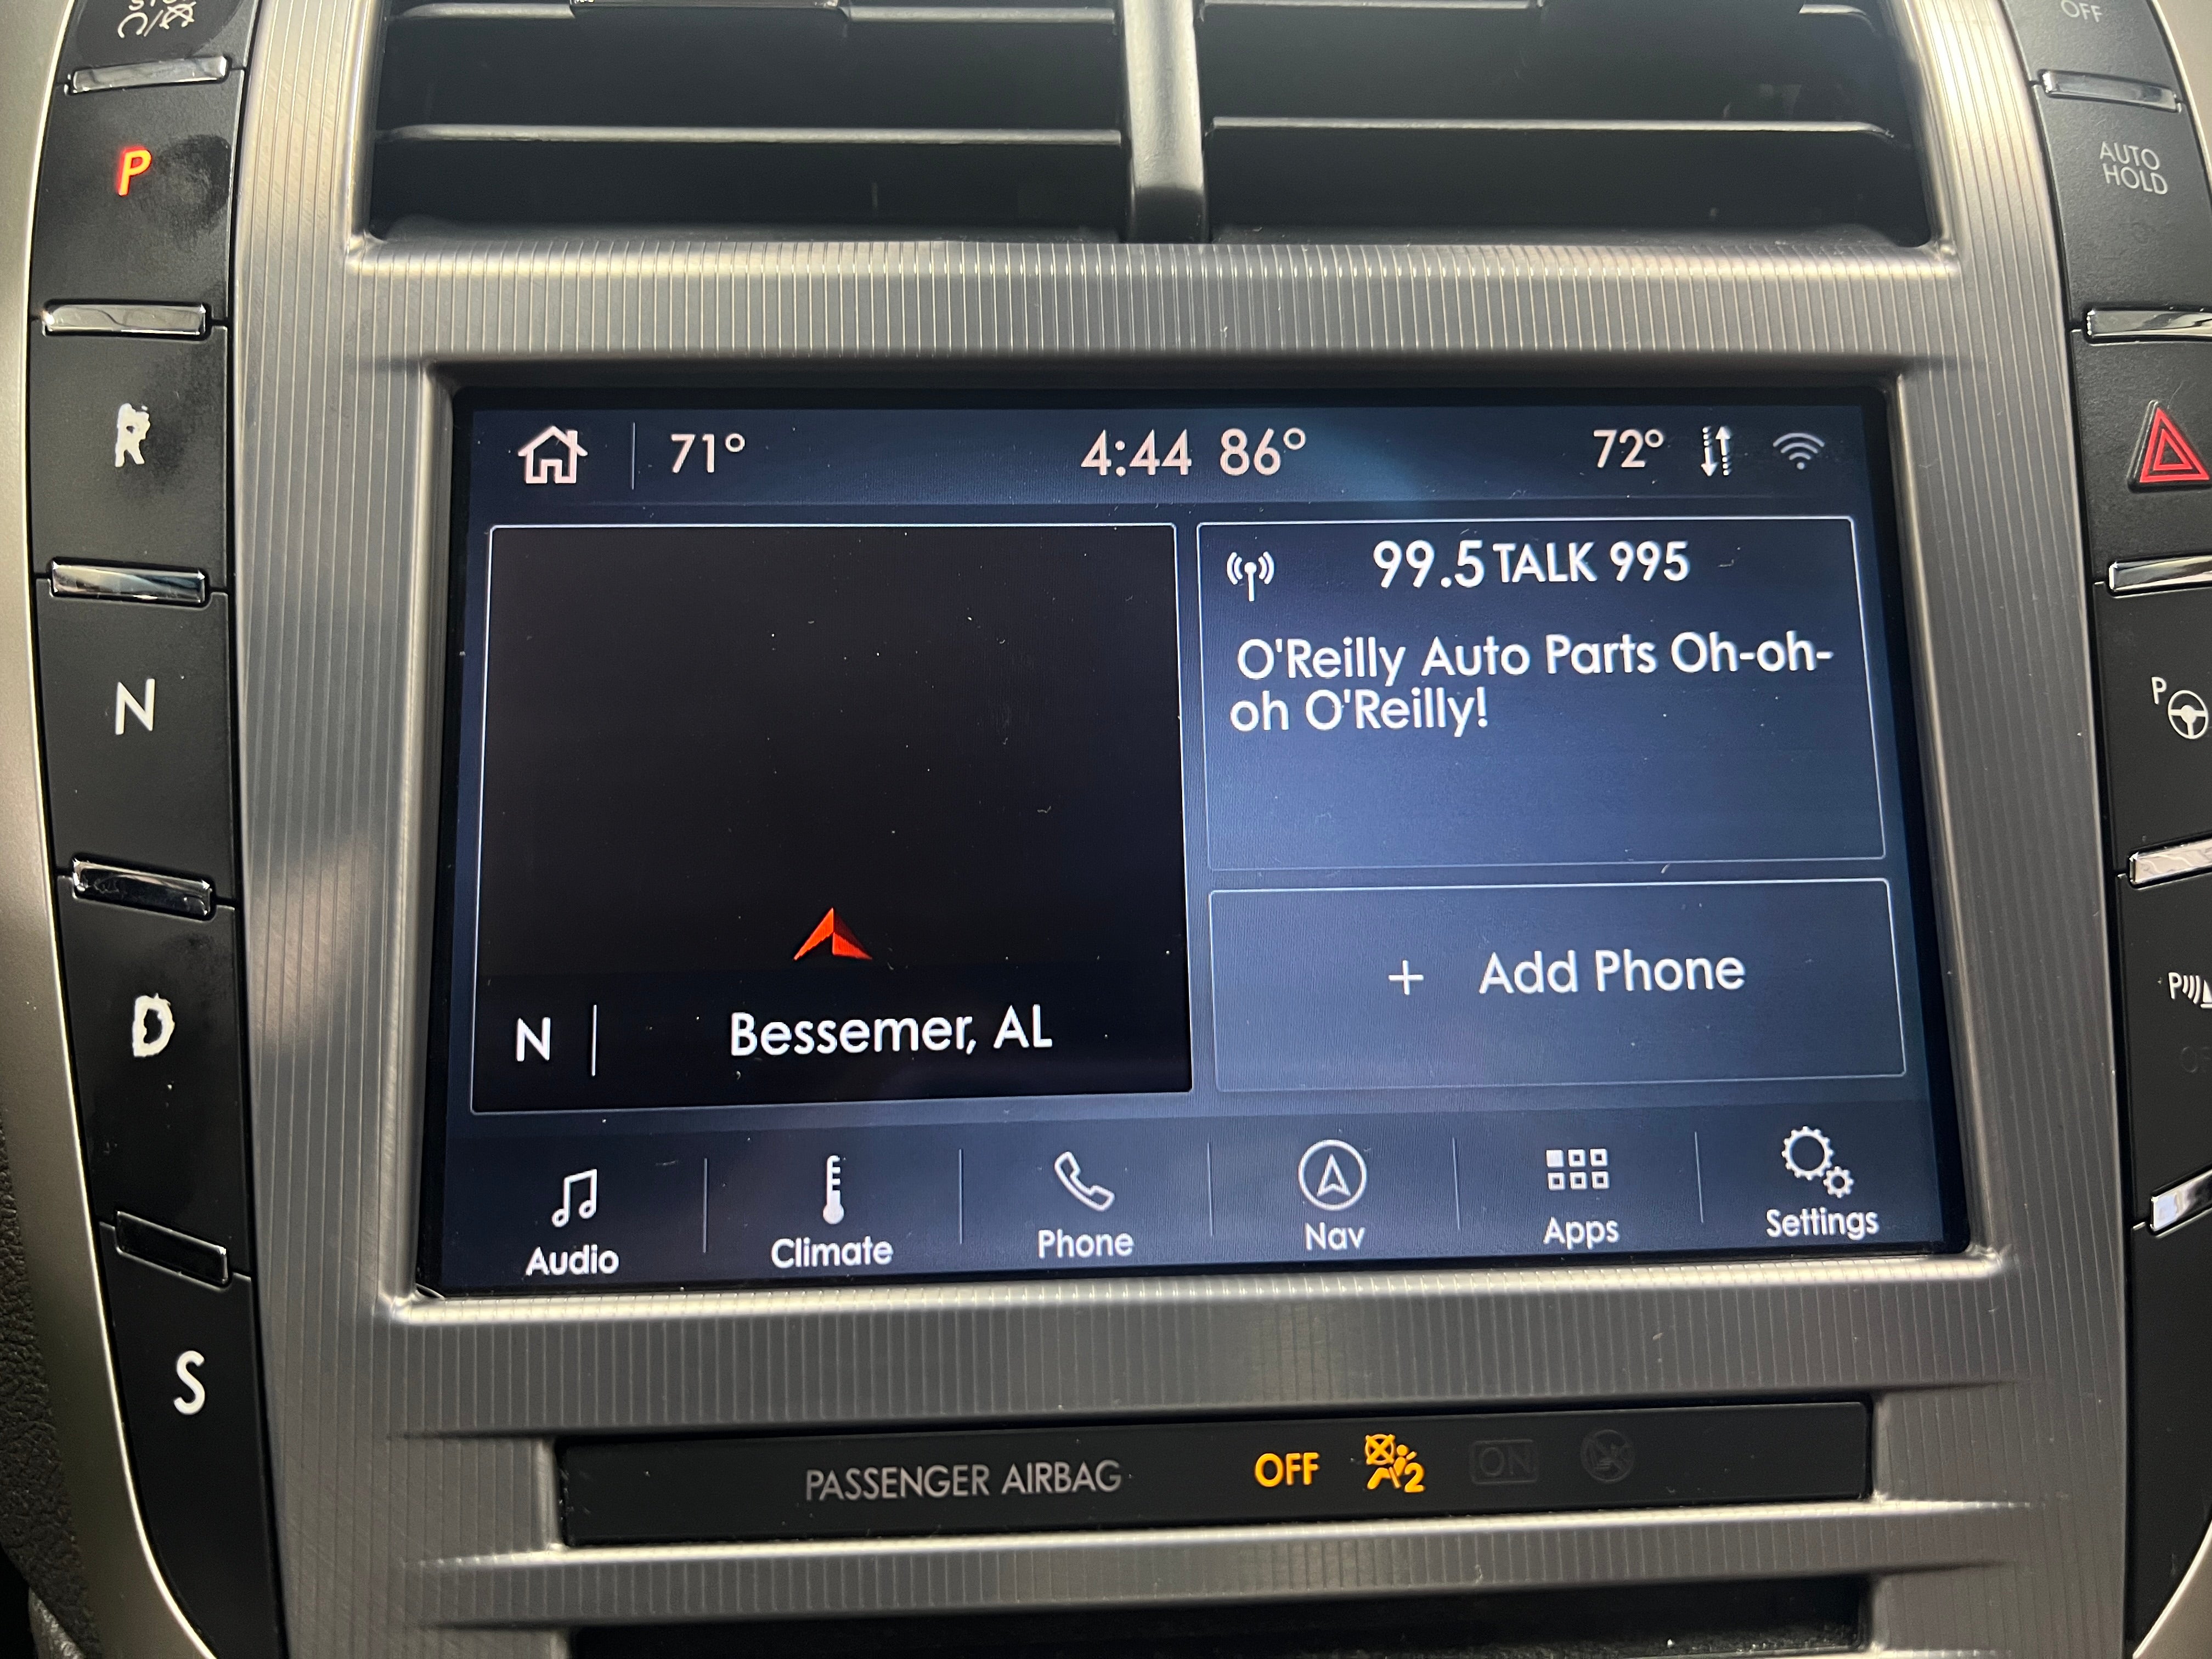 OFF
P
AUTO
HOLD
R
71° 4:44 86° 72°
99.5 TALK 995
O'Reilly Auto Parts Oh-oh-
oh O'Reilly!
N
P
+ Add Phone
D
P
N Bessemer, AL
Audio Climate Phone Nav Apps Settings
S
PASSENGER AIRBAG OFF 2 ON